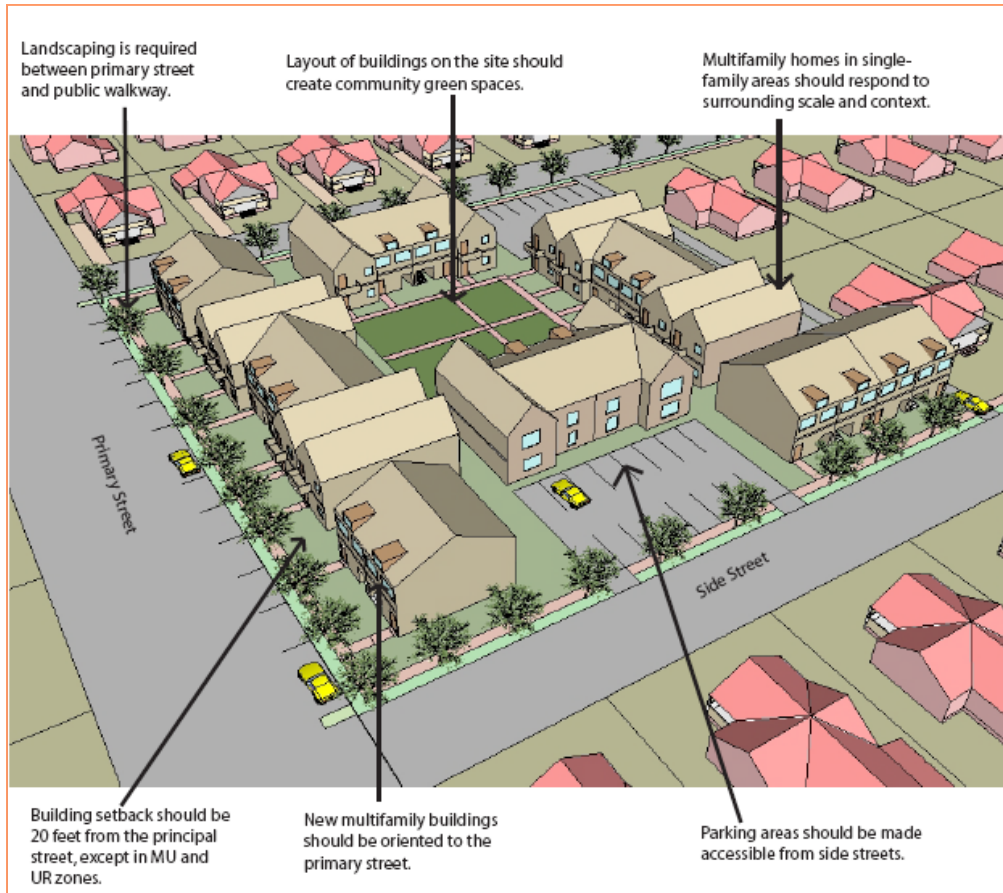 Landscaping is required
between primary street
and public walkway.
Layout of buildings on the site should
create community green spaces.
Multifamily homes in single-
family areas should respond to
surrounding scale and context.
Primary Street
Side Street
Building setback should be
20 feet from the principal
street, except in MU and
UR zones.
New multifamily buildings
should be oriented to the
primary street.
Parking areas should be made
accessible from side streets.